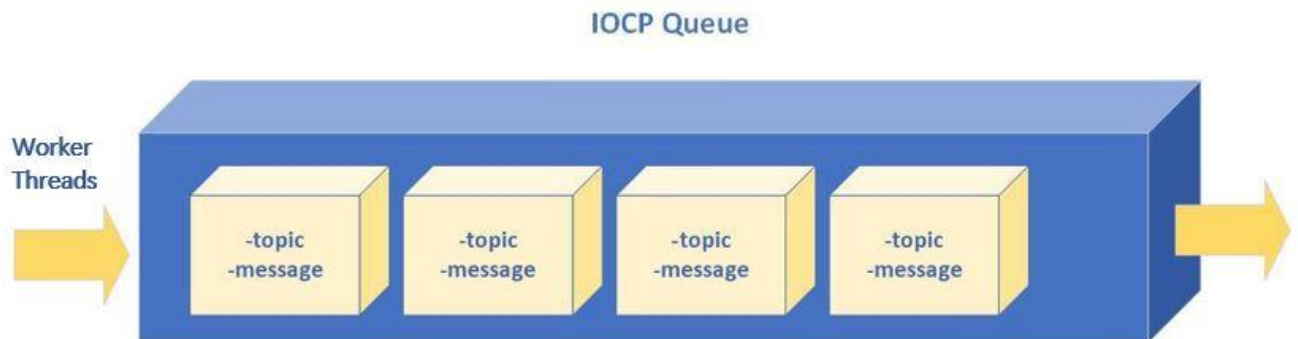 IOCP Queue
Worker
Threads
-topic
-message
-topic
-message
-topic
-message
-topic
-message